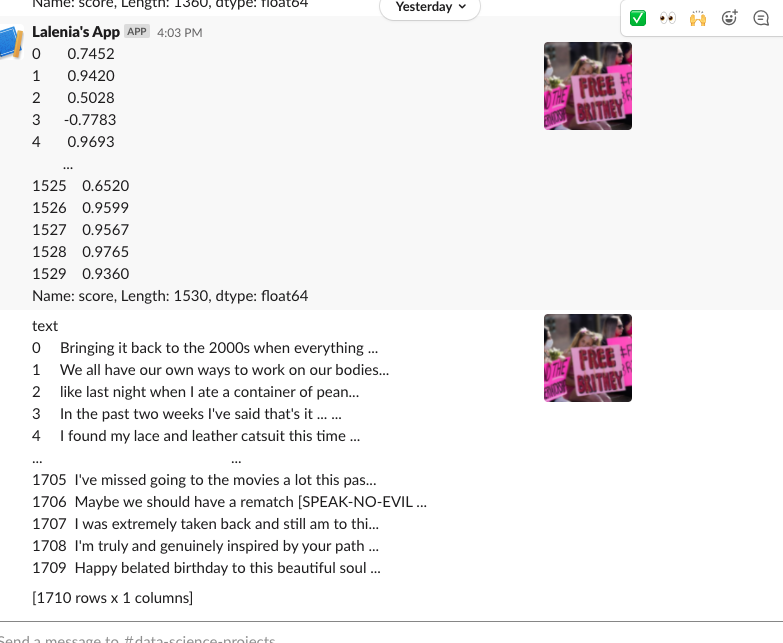 Name: score, Length: 1360, dtype: float64
Yesterday
Lalenia's App APP 4:03 PM
0 0.7452
1 0.9420
2 0.5028
3 -0.7783
4 0.9693
...
1525 0.6520
1526 0.9599
1527 0.9567
1528 0.9765
1529 0.9360
Name: score, Length: 1530, dtype: float64
FREE
BRITNEY
text
0 Bringing it back to the 2000s when everything ...
1 We all have our own ways to work on our bodies...
2 like last night when I ate a container of pean...
3 In the past two weeks I've said that's it ... ...
4 I found my lace and leather catsuit this time ...
... ...
1705 I've missed going to the movies a lot this pas...
1706 Maybe we should have a rematch [SPEAK-NO-EVIL ...
1707 I was extremely taken back and still am to thi...
1708 I'm truly and genuinely inspired by your path ...
1709 Happy belated birthday to this beautiful soul ...
[1710 rows x 1 columns]
FREE
BRITNEY
Send a message to #data-science-projects